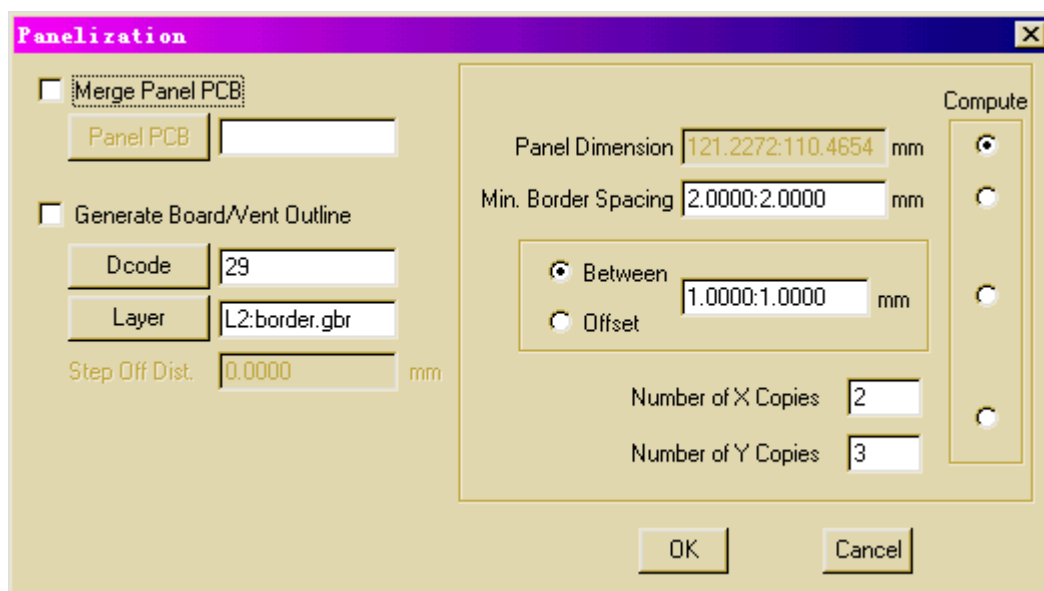 Panelization
Merge Panel PCB
Panel PCB
Generate Board/Vent Outline
Dcode 29
Layer L2:border.gbr
Step Off Dist. 0.0000 mm
Compute
Panel Dimension 121.2272:110.4654 mm
Min. Border Spacing 2.0000:2.0000 mm
Between
1.0000:1.0000 mm
Offset
Number of X Copies 2
Number of Y Copies 3
OK Cancel